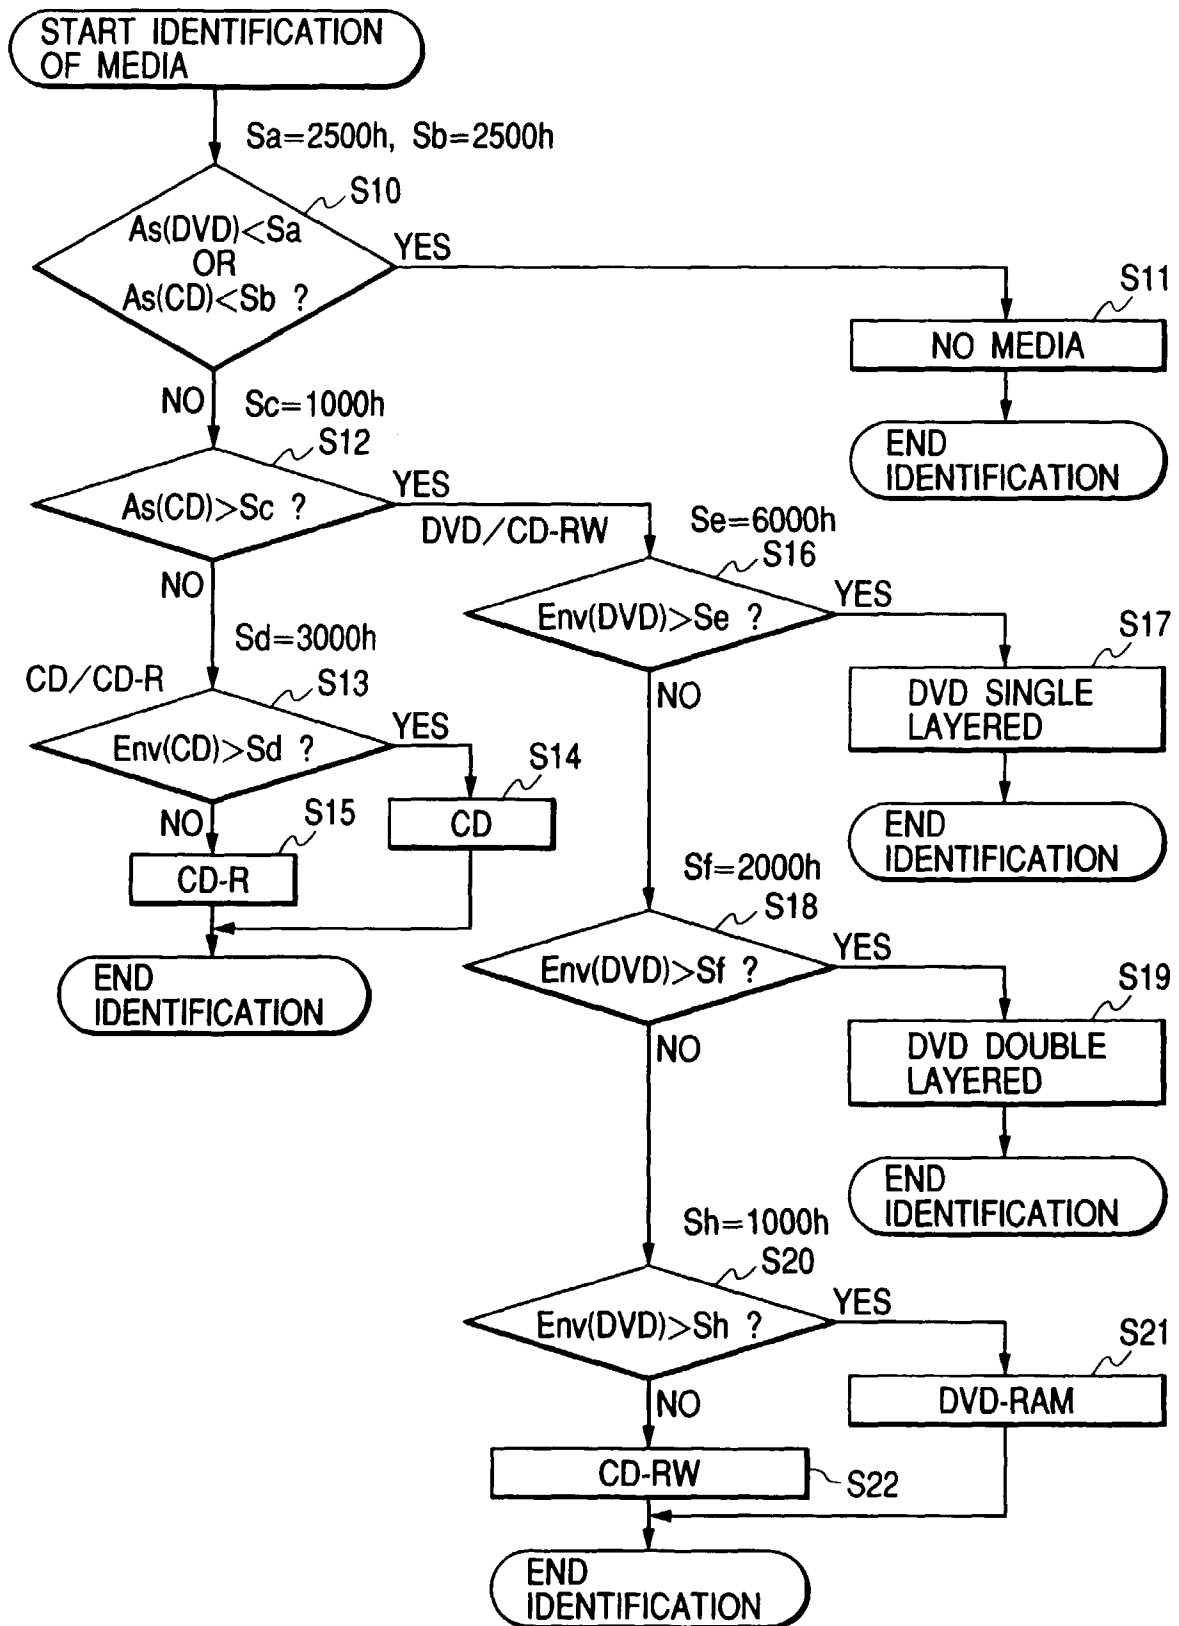 START IDENTIFICATION
OF MEDIA
Sa=2500h, Sb=2500h
S10
As(DVD)<Sa
OR
As(CD)<Sb ?
YES
S11
NO MEDIA
END
IDENTIFICATION
NO
Sc=1000h
S12
As(CD)>Sc ?
YES
DVD/CD-RW
NO
Se=6000h
S16
Env(DVD)>Se ?
YES
S17
DVD SINGLE
LAYERED
END
IDENTIFICATION
NO
Sd=3000h
CD/CD-R
S13
Env(CD)>Sd ?
YES
S14
CD
NO
S15
CD-R
END
IDENTIFICATION
Sf=2000h
S18
Env(DVD)>Sf ?
YES
S19
DVD DOUBLE
LAYERED
END
IDENTIFICATION
NO
Sh=1000h
S20
Env(DVD)>Sh ?
YES
S21
DVD-RAM
NO
CD-RW
S22
END
IDENTIFICATION